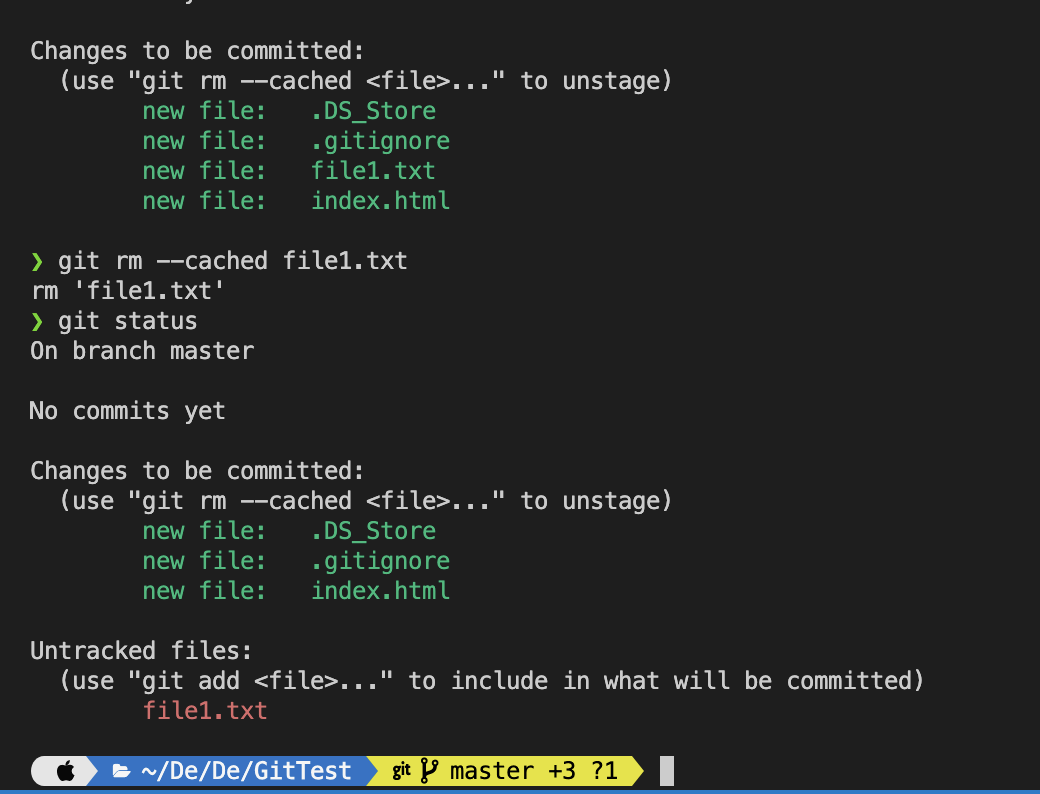 Changes to be committed:
  (use "git rm --cached <file>..." to unstage)
        new file:   .DS_Store
        new file:   .gitignore
        new file:   file1.txt
        new file:   index.html

❯ git rm --cached file1.txt
rm 'file1.txt'
❯ git status
On branch master

No commits yet

Changes to be committed:
  (use "git rm --cached <file>..." to unstage)
        new file:   .DS_Store
        new file:   .gitignore
        new file:   index.html

Untracked files:
  (use "git add <file>..." to include in what will be committed)
        file1.txt

~/De/De/GitTest git master +3 ?1